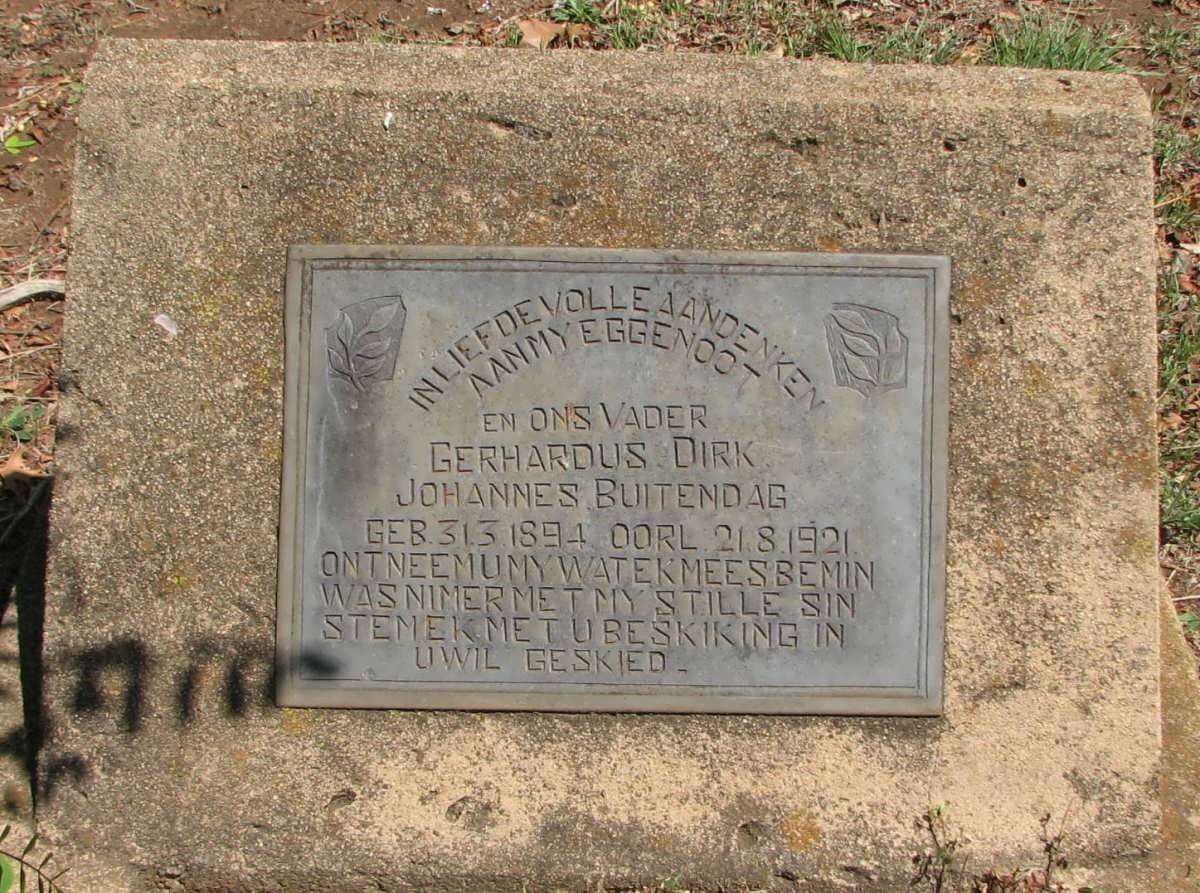 IN LIEFDEVOLLE AANDENKEN
AAN MY EGGENOOT
EN ONS VADER
GERHARDUS DIRK
JOHANNES BUITENDAG
GEB. 31.3.1894 OORL. 21.8.1921.
ONTNEEM U MY WAT EK MEES BEMIN
WAS NIMER MET MY STILLE SIN
STEM EK MET U BESKIKING IN
U WIL GESKIED.